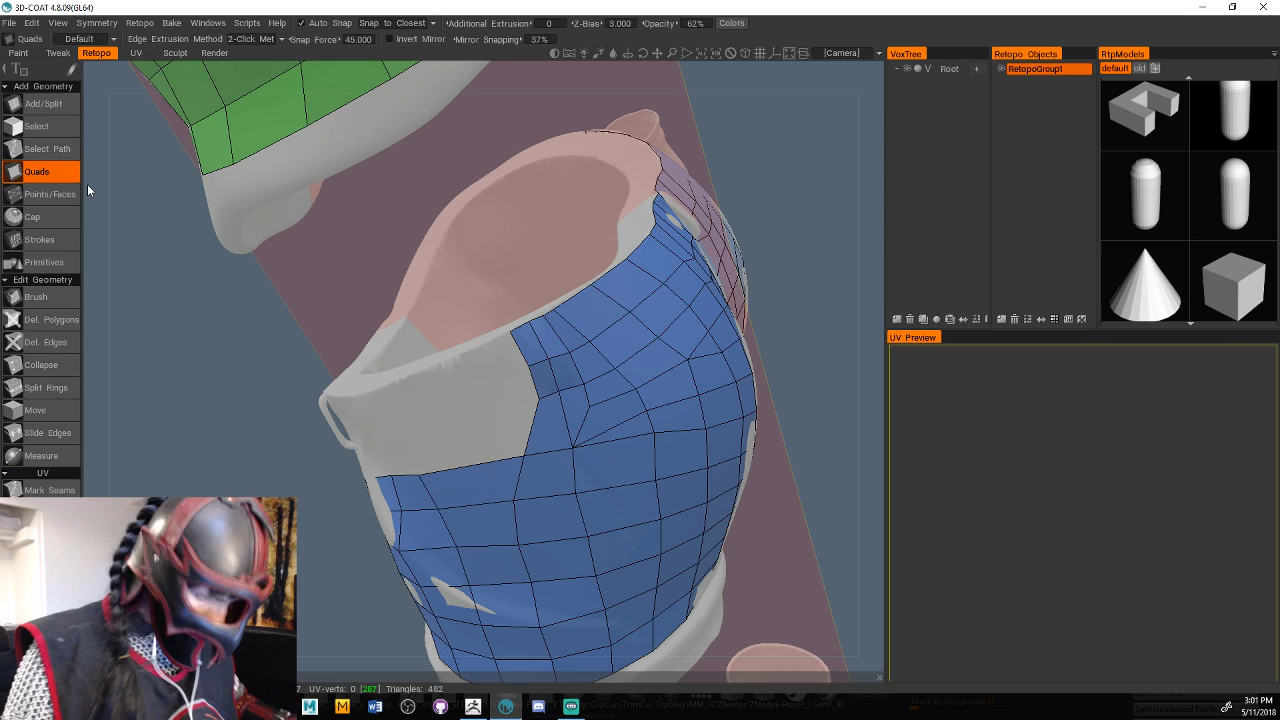 3D-COAT 4.8.09(GL64)
File Edit View Symmetry Retopo Bake Windows Scripts Help Auto Snap Snap to Closest Additional Extrusion 0 Z-Bias 3.000 Opacity 62% Colors
Quads Default Edge Extrusion Method 2-Click Met Snap Force 45.000 Invert Mirror Mirror Snapping 37%
Paint Tweak Retopo UV Sculpt Render [Camera] VoxTree Retopo Objects RtpModels
V Root + RetopoGroup1 default old
Add Geometry
Add/Split
Select
Select Path
Quads
Points/Faces
Cap
Strokes
Primitives
Edit Geometry
Brush
Del. Polygons
Del. Edges
Collapse
Split Rings
Move
Slide Edges
Measure
UV
Mark Seams
UV Preview
7 UV-verts: 0 [287] Triangles: 482
3:01 PM
5/11/2018